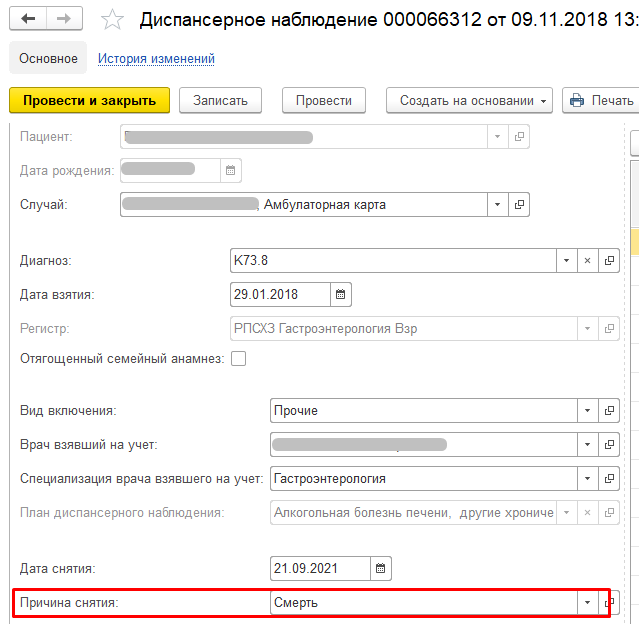 Диспансерное наблюдение 000066312 от 09.11.2018 13:
Основное История изменений
Провести и закрыть Записать Провести Создать на основании Печать
Пациент:
Дата рождения:
Случай: , Амбулаторная карта
Диагноз: K73.8
Дата взятия: 29.01.2018
Регистр: РПСХЗ Гастроэнтерология Взр
Отягощенный семейный анамнез:
Вид включения: Прочие
Врач взявший на учет:
Специализация врача взявшего на учет: Гастроэнтерология
План диспансерного наблюдения: Алкогольная болезнь печени, другие хрониче
Дата снятия: 21.09.2021
Причина снятия: Смерть